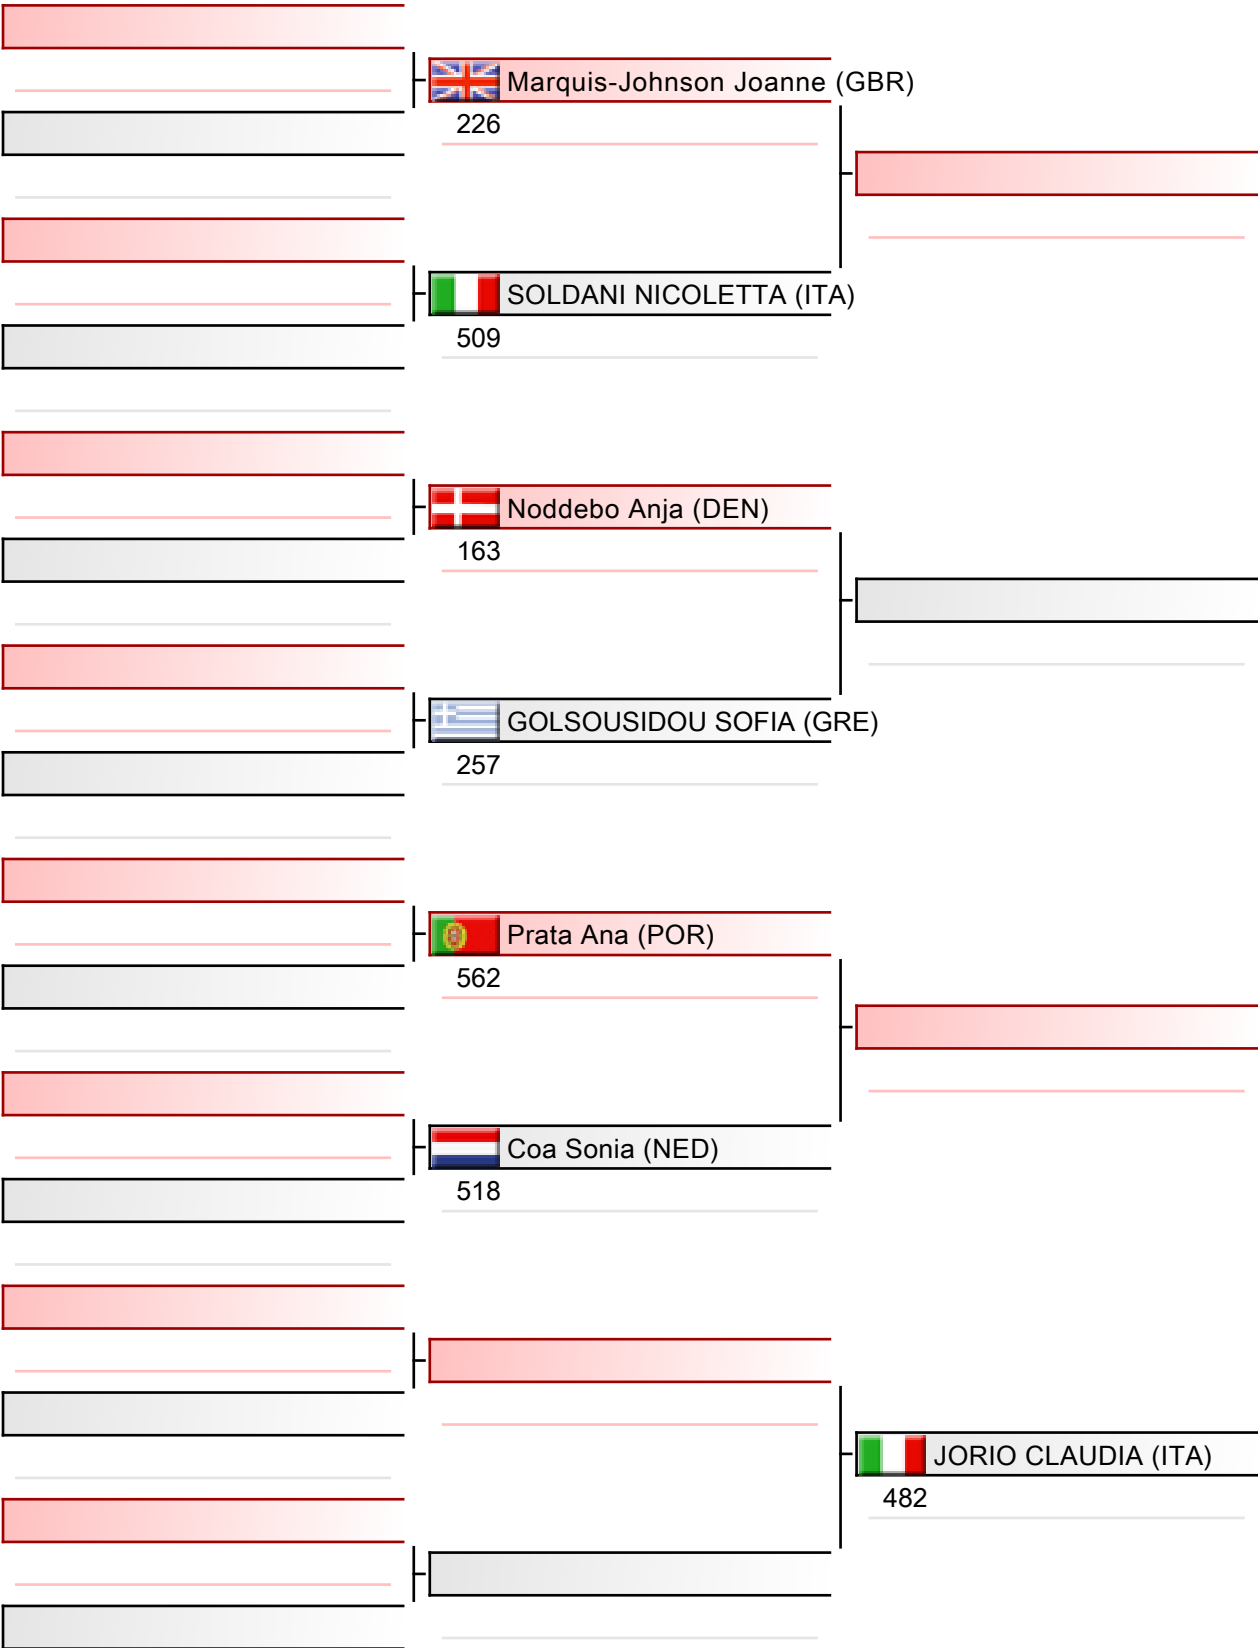 Marquis-Johnson Joanne (GBR)
226
SOLDANI NICOLETTA (ITA)
509
Noddebo Anja (DEN)
163
GOLSOUSIDOU SOFIA (GRE)
257
Prata Ana (POR)
562
Coa Sonia (NED)
518
JORIO CLAUDIA (ITA)
482